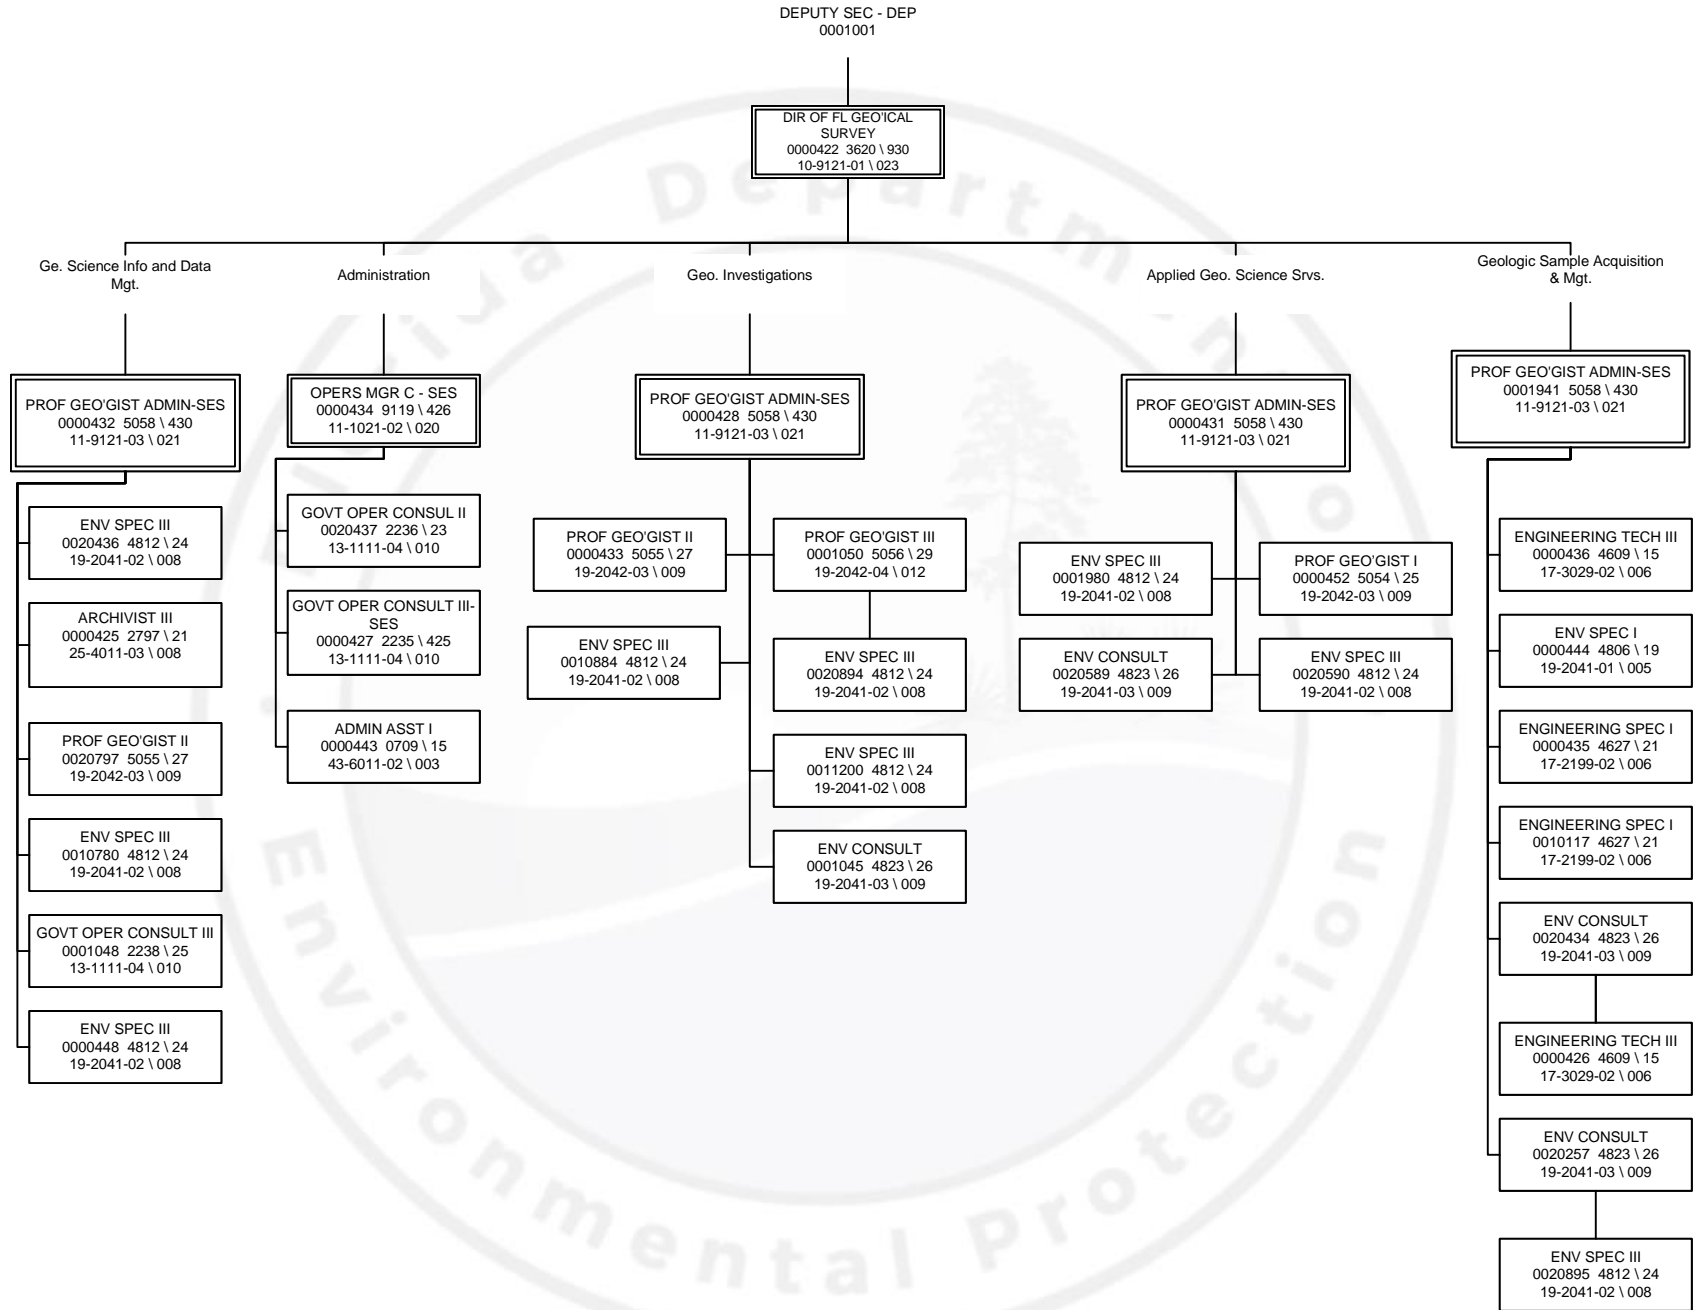 DEPUTY SEC - DEP
0001001
DIR OF FL GEO'ICAL
SURVEY
0000422 3620 \ 930
10-9121-01 \ 023
Ge. Science Info and Data
Mgt.
Administration
Geo. Investigations
Applied Geo. Science Srvs.
Geologic Sample Acquisition
& Mgt.
PROF GEO'GIST ADMIN-SES
0000432 5058 \ 430
11-9121-03 \ 021
ENV SPEC III
0020436 4812 \ 24
19-2041-02 \ 008
ARCHIVIST III
0000425 2797 \ 21
25-4011-03 \ 008
PROF GEO'GIST II
0020797 5055 \ 27
19-2042-03 \ 009
ENV SPEC III
0010780 4812 \ 24
19-2041-02 \ 008
GOVT OPER CONSULT III
0001048 2238 \ 25
13-1111-04 \ 010
ENV SPEC III
0000448 4812 \ 24
19-2041-02 \ 008
OPERS MGR C - SES
0000434 9119 \ 426
11-1021-02 \ 020
GOVT OPER CONSUL II
0020437 2236 \ 23
13-1111-04 \ 010
GOVT OPER CONSULT III-
SES
0000427 2235 \ 425
13-1111-04 \ 010
ADMIN ASST I
0000443 0709 \ 15
43-6011-02 \ 003
PROF GEO'GIST ADMIN-SES
0000428 5058 \ 430
11-9121-03 \ 021
PROF GEO'GIST II
0000433 5055 \ 27
19-2042-03 \ 009
PROF GEO'GIST III
0001050 5056 \ 29
19-2042-04 \ 012
ENV SPEC III
0010884 4812 \ 24
19-2041-02 \ 008
ENV SPEC III
0020894 4812 \ 24
19-2041-02 \ 008
ENV SPEC III
0011200 4812 \ 24
19-2041-02 \ 008
ENV CONSULT
0001045 4823 \ 26
19-2041-03 \ 009
PROF GEO'GIST ADMIN-SES
0000431 5058 \ 430
11-9121-03 \ 021
ENV SPEC III
0001980 4812 \ 24
19-2041-02 \ 008
PROF GEO'GIST I
0000452 5054 \ 25
19-2042-03 \ 009
ENV CONSULT
0020589 4823 \ 26
19-2041-03 \ 009
ENV SPEC III
0020590 4812 \ 24
19-2041-02 \ 008
PROF GEO'GIST ADMIN-SES
0001941 5058 \ 430
11-9121-03 \ 021
ENGINEERING TECH III
0000436 4609 \ 15
17-3029-02 \ 006
ENV SPEC I
0000444 4806 \ 19
19-2041-01 \ 005
ENGINEERING SPEC I
0000435 4627 \ 21
17-2199-02 \ 006
ENGINEERING SPEC I
0010117 4627 \ 21
17-2199-02 \ 006
ENV CONSULT
0020434 4823 \ 26
19-2041-03 \ 009
ENGINEERING TECH III
0000426 4609 \ 15
17-3029-02 \ 006
ENV CONSULT
0020257 4823 \ 26
19-2041-03 \ 009
ENV SPEC III
0020895 4812 \ 24
19-2041-02 \ 008
Florida Department of
Environmental Protection